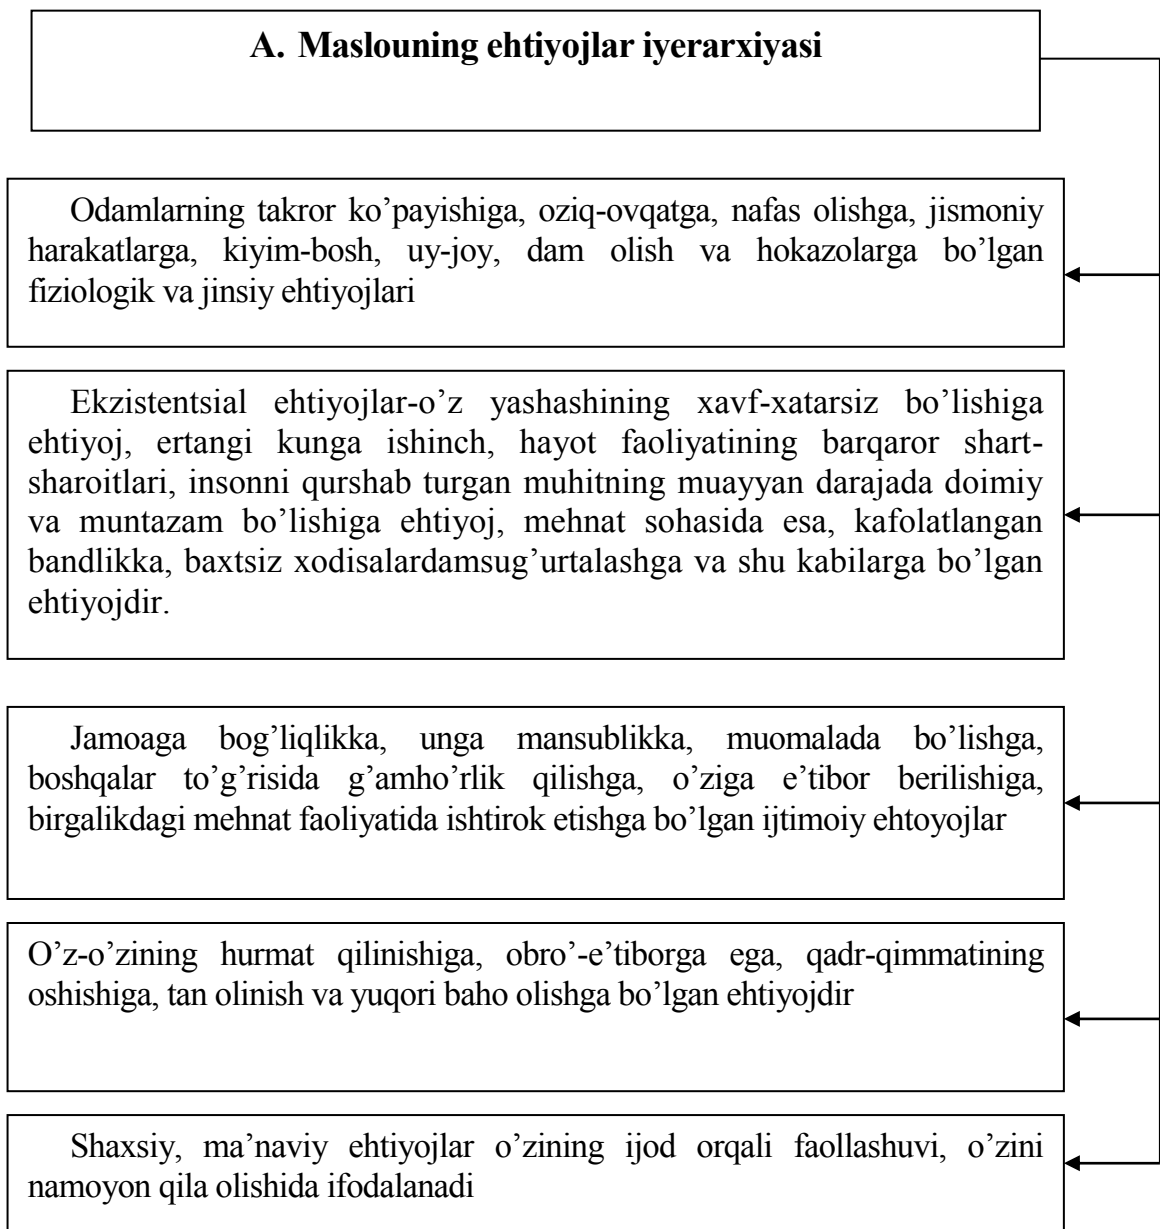 A. Maslouning ehtiyojlar iyerarxiyasi
Odamlarning takror ko’payishiga, oziq-ovqatga, nafas olishga, jismoniy
harakatlarga, kiyim-bosh, uy-joy, dam olish va hokazolarga bo’lgan
fiziologik va jinsiy ehtiyojlari
Ekzistentsial ehtiyojlar-o’z yashashining xavf-xatarsiz bo’lishiga
ehtiyoj, ertangi kunga ishinch, hayot faoliyatining barqaror shart-
sharoitlari, insonni qurshab turgan muhitning muayyan darajada doimiy
va muntazam bo’lishiga ehtiyoj, mehnat sohasida esa, kafolatlangan
bandlikka, baxtsiz xodisalardamsug’urtalashga va shu kabilarga bo’lgan
ehtiyojdir.
Jamoaga bog’liqlikka, unga mansublikka, muomalada bo’lishga,
boshqalar to’g’risida g’amho’rlik qilishga, o’ziga e’tibor berilishiga,
birgalikdagi mehnat faoliyatida ishtirok etishga bo’lgan ijtimoiy ehtoyojlar
O’z-o’zining hurmat qilinishiga, obro’-e’tiborga ega, qadr-qimmatining
oshishiga, tan olinish va yuqori baho olishga bo’lgan ehtiyojdir
Shaxsiy, ma’naviy ehtiyojlar o’zining ijod orqali faollashuvi, o’zini
namoyon qila olishida ifodalanadi